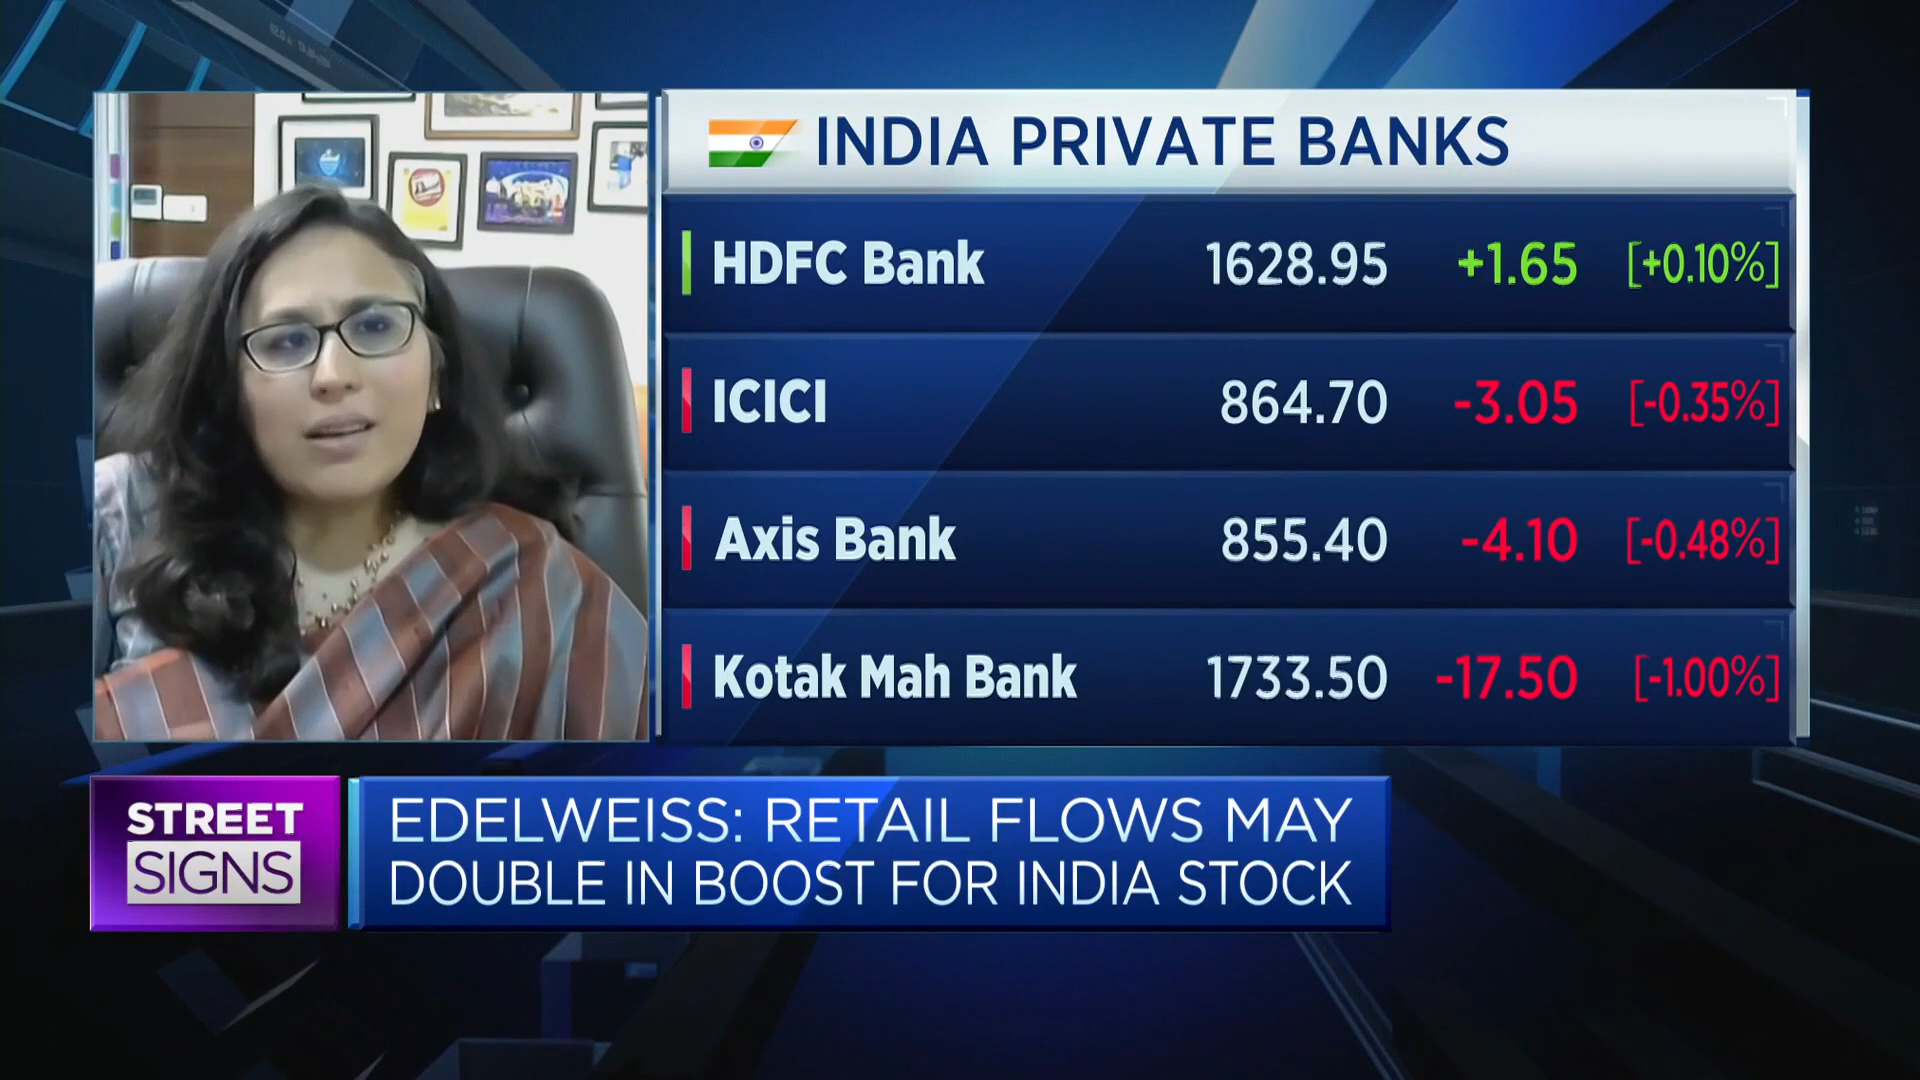 INDIA PRIVATE BANKS
HDFC Bank 1628.95 +1.65 [+0.10%]
ICICI 864.70 -3.05 [-0.35%]
Axis Bank 855.40 -4.10 [-0.48%]
Kotak Mah Bank 1733.50 -17.50 [-1.00%]
STREET
SIGNS
EDELWEISS: RETAIL FLOWS MAY
DOUBLE IN BOOST FOR INDIA STOCK